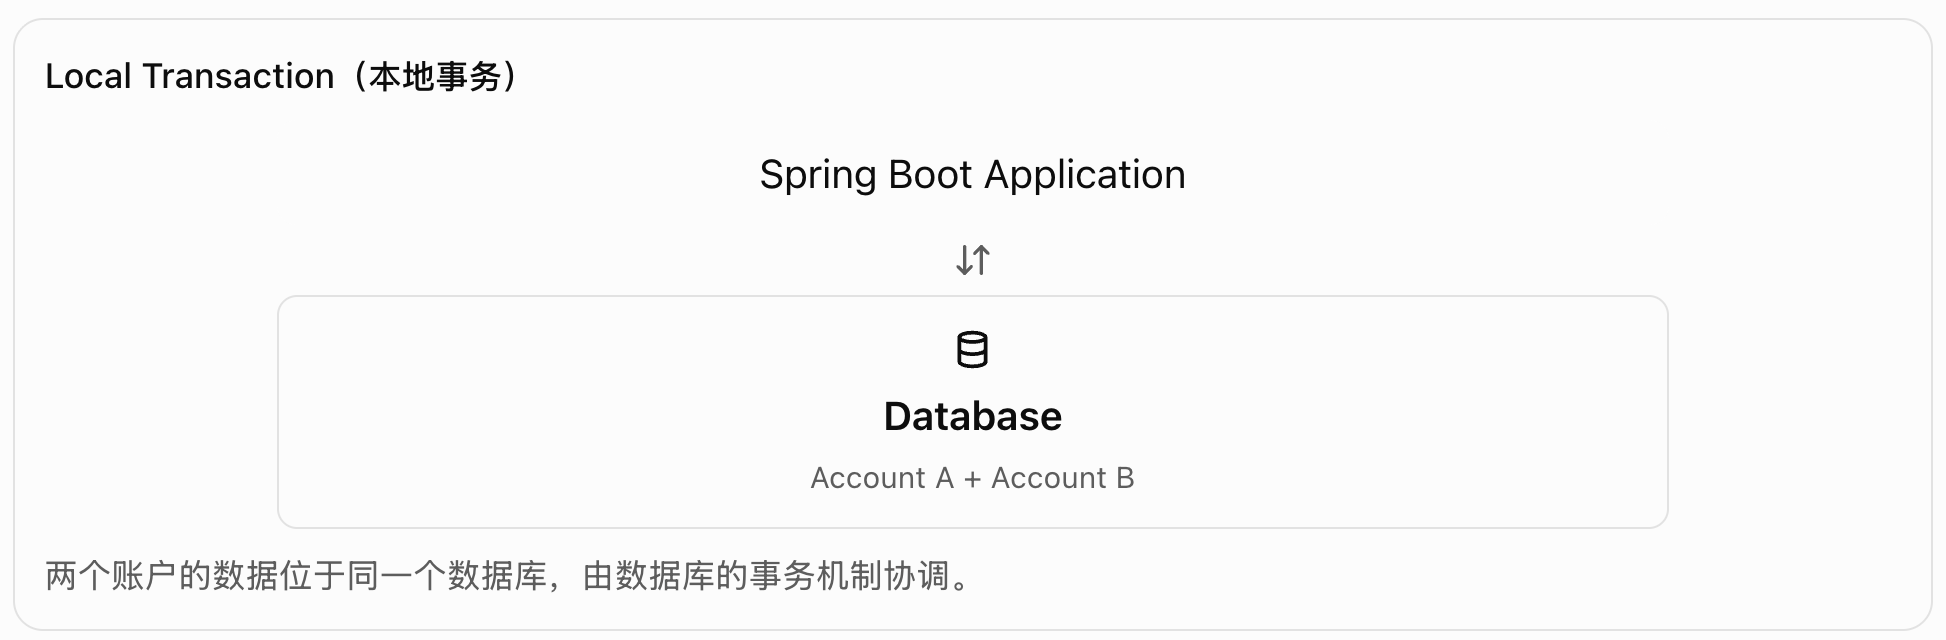 Local Transaction（本地事务）
Spring Boot Application
Database
Account A + Account B
两个账户的数据位于同一个数据库，由数据库的事务机制协调。